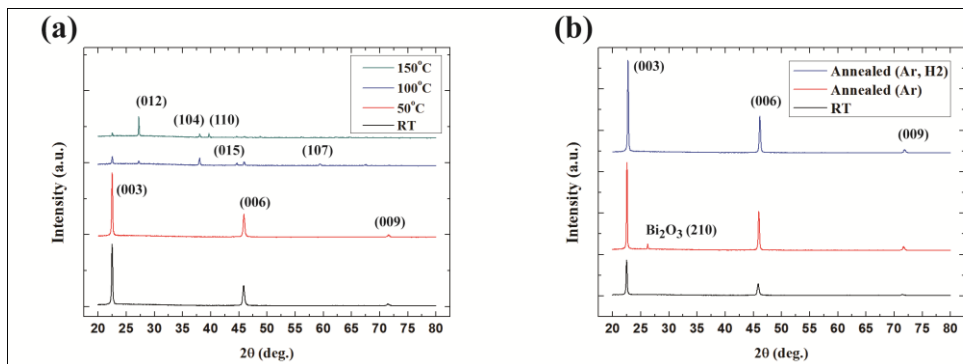 (a)
150°C
100°C
50°C
RT
(012)
(104)
(110)
(015)
(107)
(003)
(006)
(009)
Intensity (a.u.)
20 25 30 35 40 45 50 55 60 65 70 75 80
2θ (deg.)
(b)
Annealed (Ar, H2)
Annealed (Ar)
RT
(003)
(006)
(009)
Bi₂O₃ (210)
Intensity (a.u.)
20 25 30 35 40 45 50 55 60 65 70 75 80
2θ (deg.)